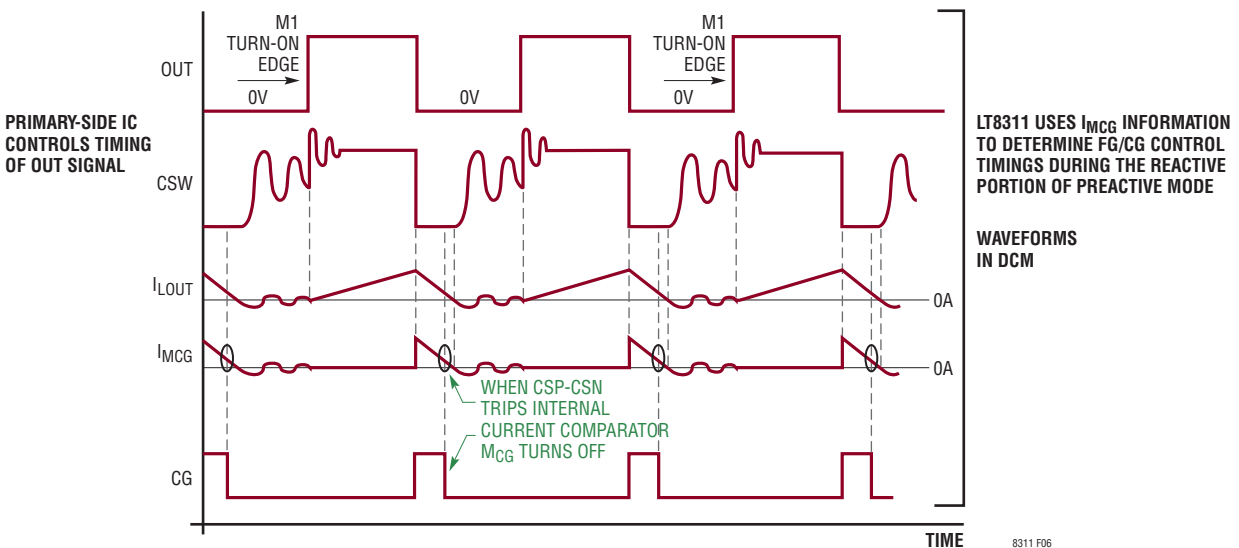 M1
TURN-ON
EDGE
M1
TURN-ON
EDGE
OUT
0V
0V
0V
PRIMARY-SIDE IC
CONTROLS TIMING
OF OUT SIGNAL
LT8311 USES IMCG INFORMATION
TO DETERMINE FG/CG CONTROL
TIMINGS DURING THE REACTIVE
PORTION OF PREACTIVE MODE
CSW
WAVEFORMS
IN DCM
ILOUT
0A
IMCG
0A
WHEN CSP-CSN
TRIPS INTERNAL
CURRENT COMPARATOR
MCG TURNS OFF
CG
TIME
8311 F06